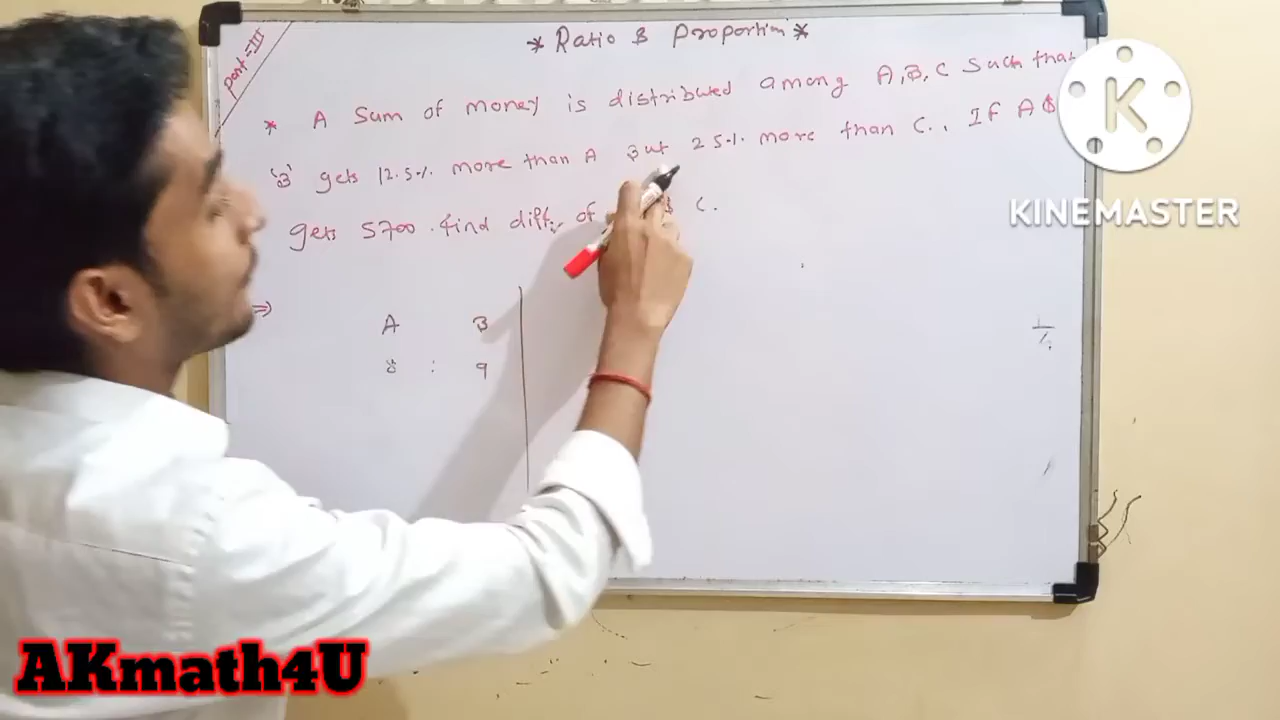 Part-III
* Ratio & Proportion *
* A Sum of money is distributed among A,B,C Such that
'B' gets 12.5% more than A But 25% more than C. . If A &
gets 5700 . find diff. of & C.
⇒ A B
8 : 9
K
KINEMASTER
AKmath4U